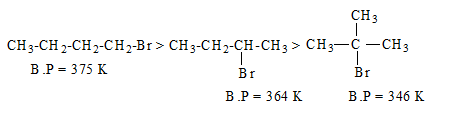 CH3
CH3-CH2-CH2-CH2-Br > CH3-CH2-CH-CH3 > CH3-C-CH3
B.P = 375 K
Br
Br
B.P = 364 K
B.P = 346 K